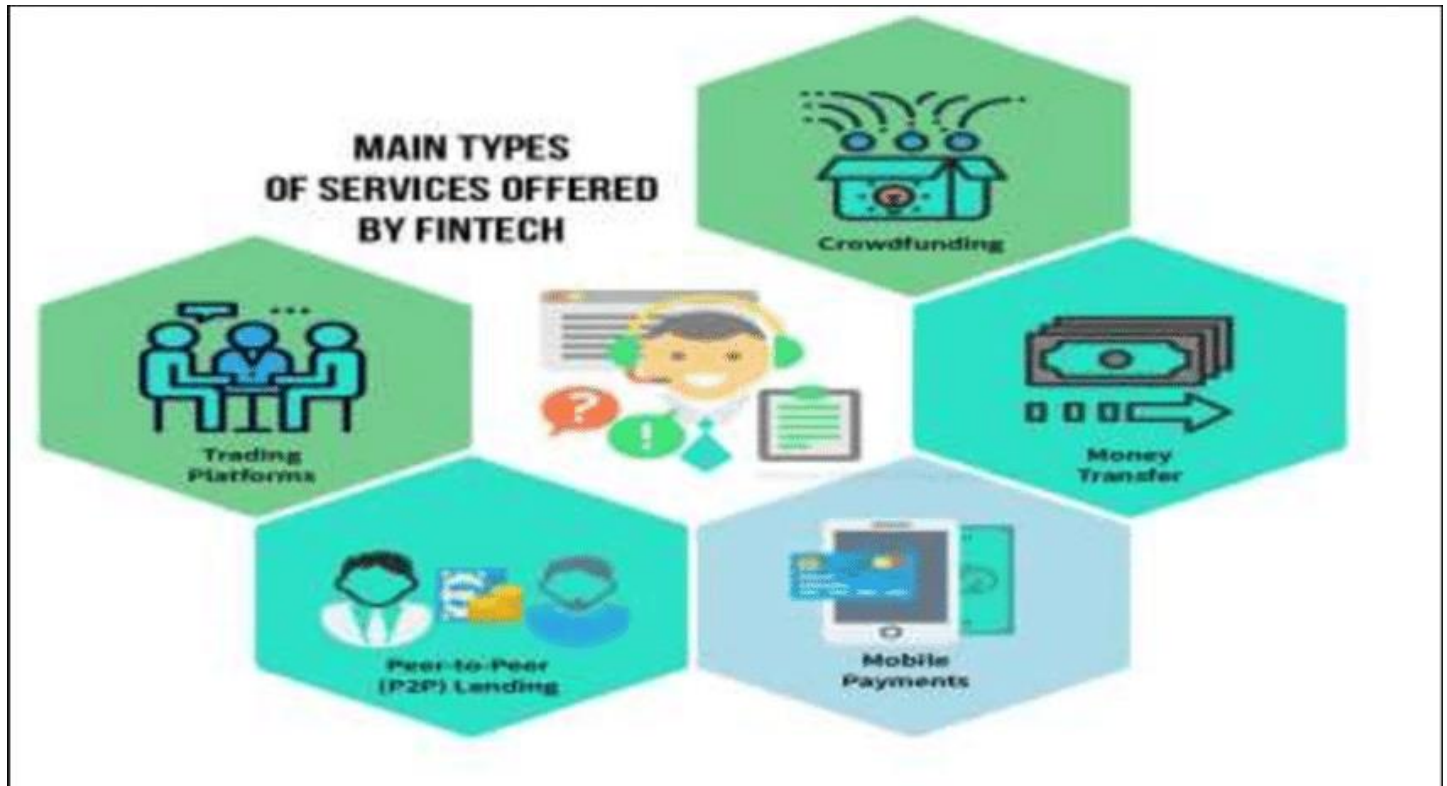 MAIN TYPES
OF SERVICES OFFERED
BY FINTECH
Crowdfunding
Trading
Platforms
Money
Transfer
Peer-to-Peer
(P2P) Landing
Mobile
Payments
?
!